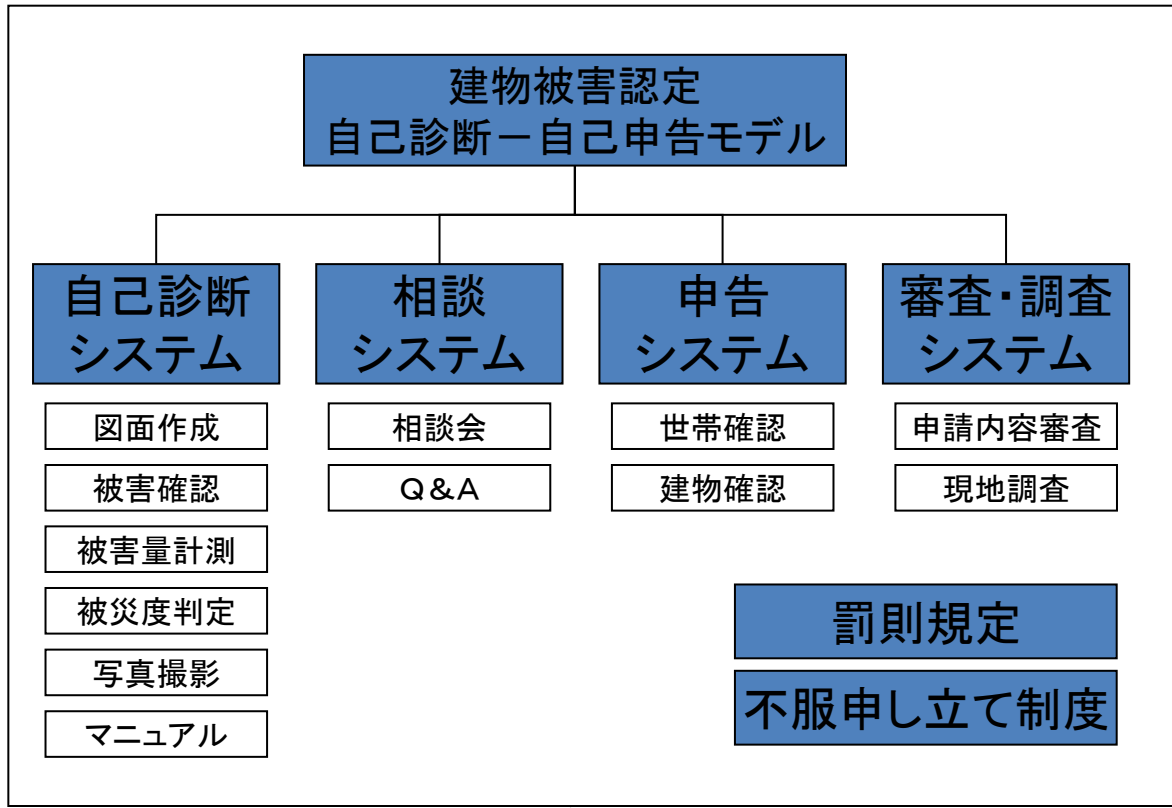 建物被害認定
自己診断－自己申告モデル
自己診断
システム
図面作成
被害確認
被害量計測
被災度判定
写真撮影
マニュアル
相談
システム
相談会
Ｑ＆Ａ
申告
システム
世帯確認
建物確認
審査・調査
システム
申請内容審査
現地調査
罰則規定
不服申し立て制度